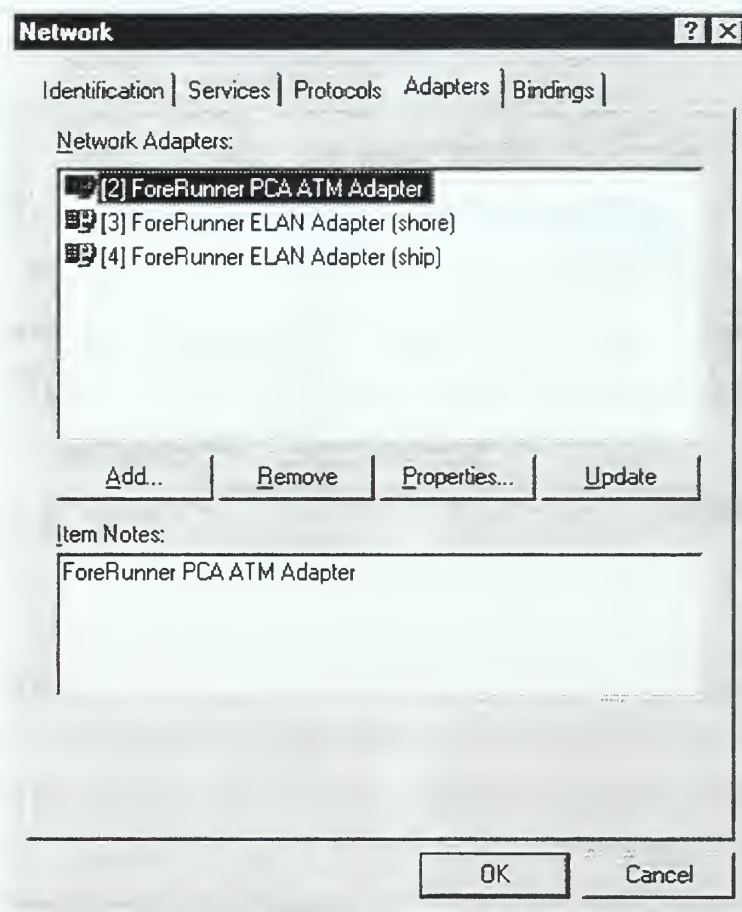 Network
Identification Services Protocols Adapters Bindings
Network Adapters:
[2] ForeRunner PCA ATM Adapter
[3] ForeRunner ELAN Adapter (shore)
[4] ForeRunner ELAN Adapter (ship)
Add... Remove Properties... Update
Item Notes:
ForeRunner PCA ATM Adapter
OK Cancel